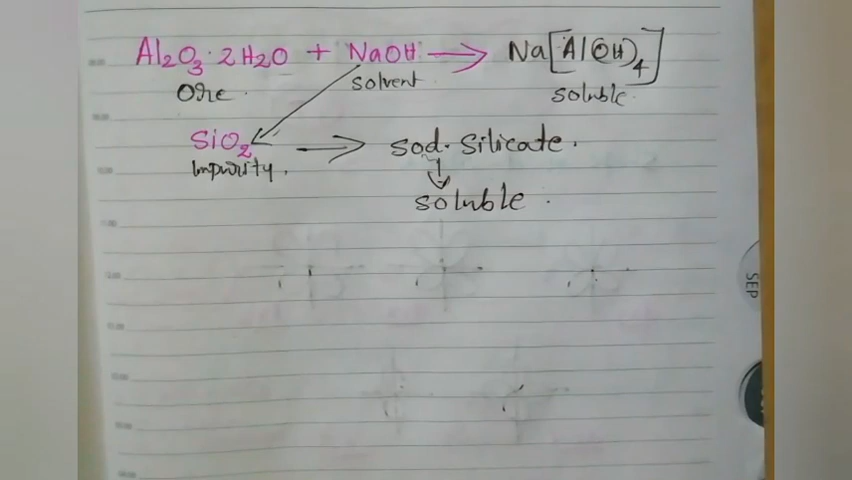 Al₂O₃·2H₂O + NaOH → Na[Al(OH)₄]
Ore. solvent. soluble.
SiO₂ → sod. silicate.
Impurity.
soluble.
SEP